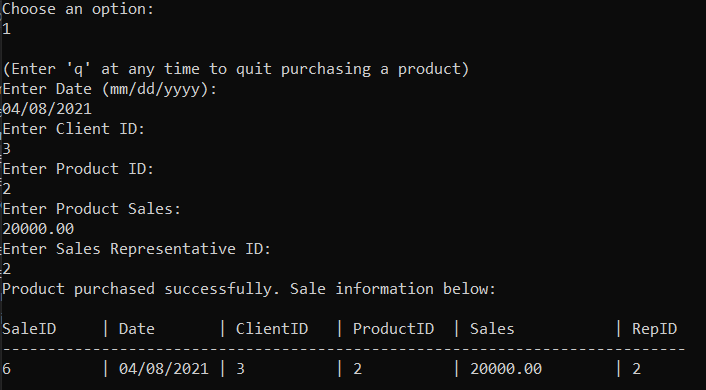 Choose an option:
1
(Enter 'q' at any time to quit purchasing a product)
Enter Date (mm/dd/yyyy):
04/08/2021
Enter Client ID:
3
Enter Product ID:
2
Enter Product Sales:
20000.00
Enter Sales Representative ID:
2
Product purchased successfully. Sale information below:
SaleID | Date | ClientID | ProductID | Sales | RepID
----------------------------------------------------------------------------
6 | 04/08/2021 | 3 | 2 | 20000.00 | 2